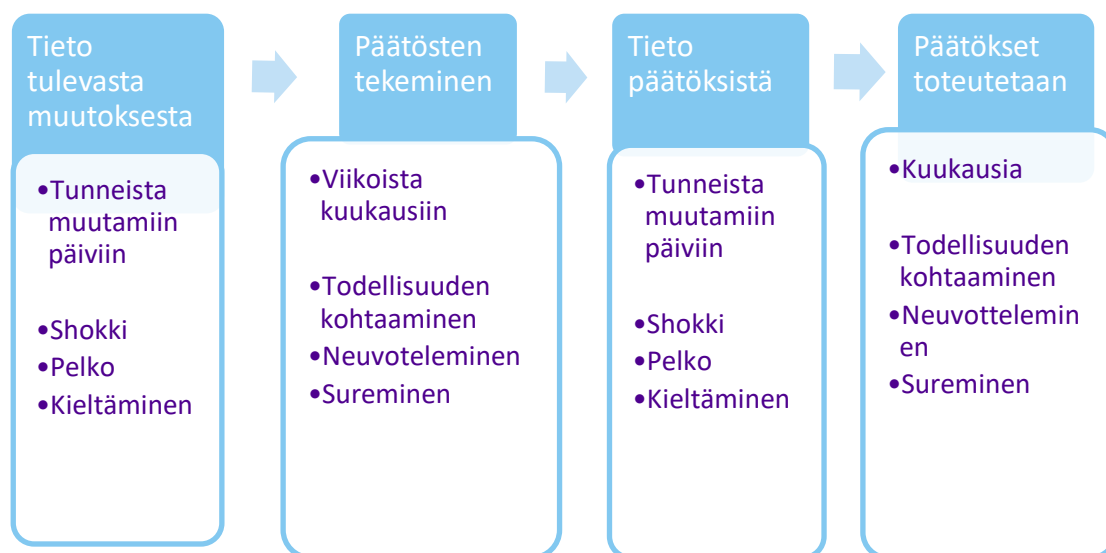 Tieto
tulevasta
muutoksesta
•Tunneista
muutamiin
päiviin
•Shokki
•Pelko
•Kieltäminen
Päätösten
tekeminen
•Viikoista
kuukausiin
•Todellisuuden
kohtaaminen
•Neuvoteleminen
•Sureminen
Tieto
päätöksistä
•Tunneista
muutamiin
päiviin
•Shokki
•Pelko
•Kieltäminen
Päätökset
toteutetaan
•Kuukausia
•Todellisuuden
kohtaaminen
•Neuvottelemin
en
•Sureminen